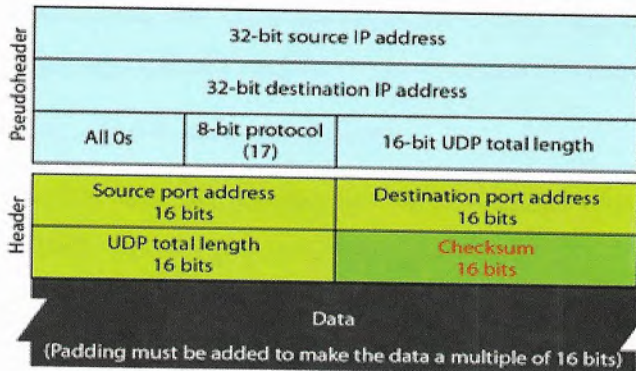 Pseudoheader
32-bit source IP address
32-bit destination IP address
All 0s
8-bit protocol
(17)
16-bit UDP total length
Header
Source port address
16 bits
Destination port address
16 bits
UDP total length
16 bits
Checksum
16 bits
Data
(Padding must be added to make the data a multiple of 16 bits)